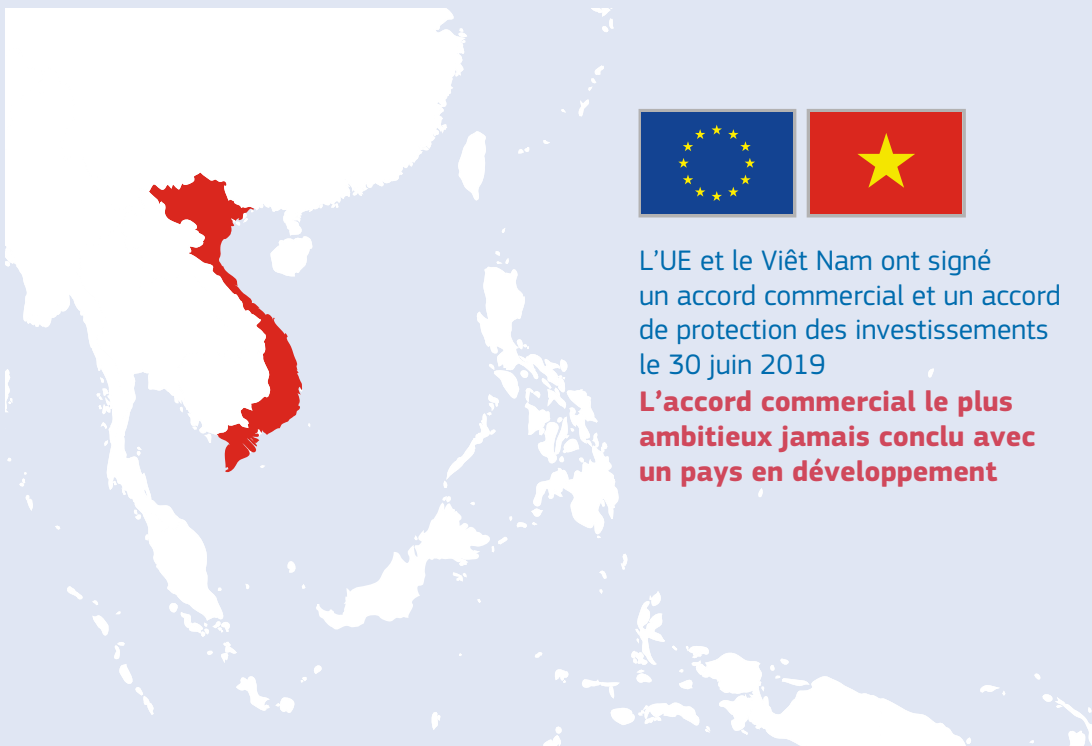 L’UE et le Viêt Nam ont signé
un accord commercial et un accord
de protection des investissements
le 30 juin 2019
L’accord commercial le plus
ambitieux jamais conclu avec
un pays en développement